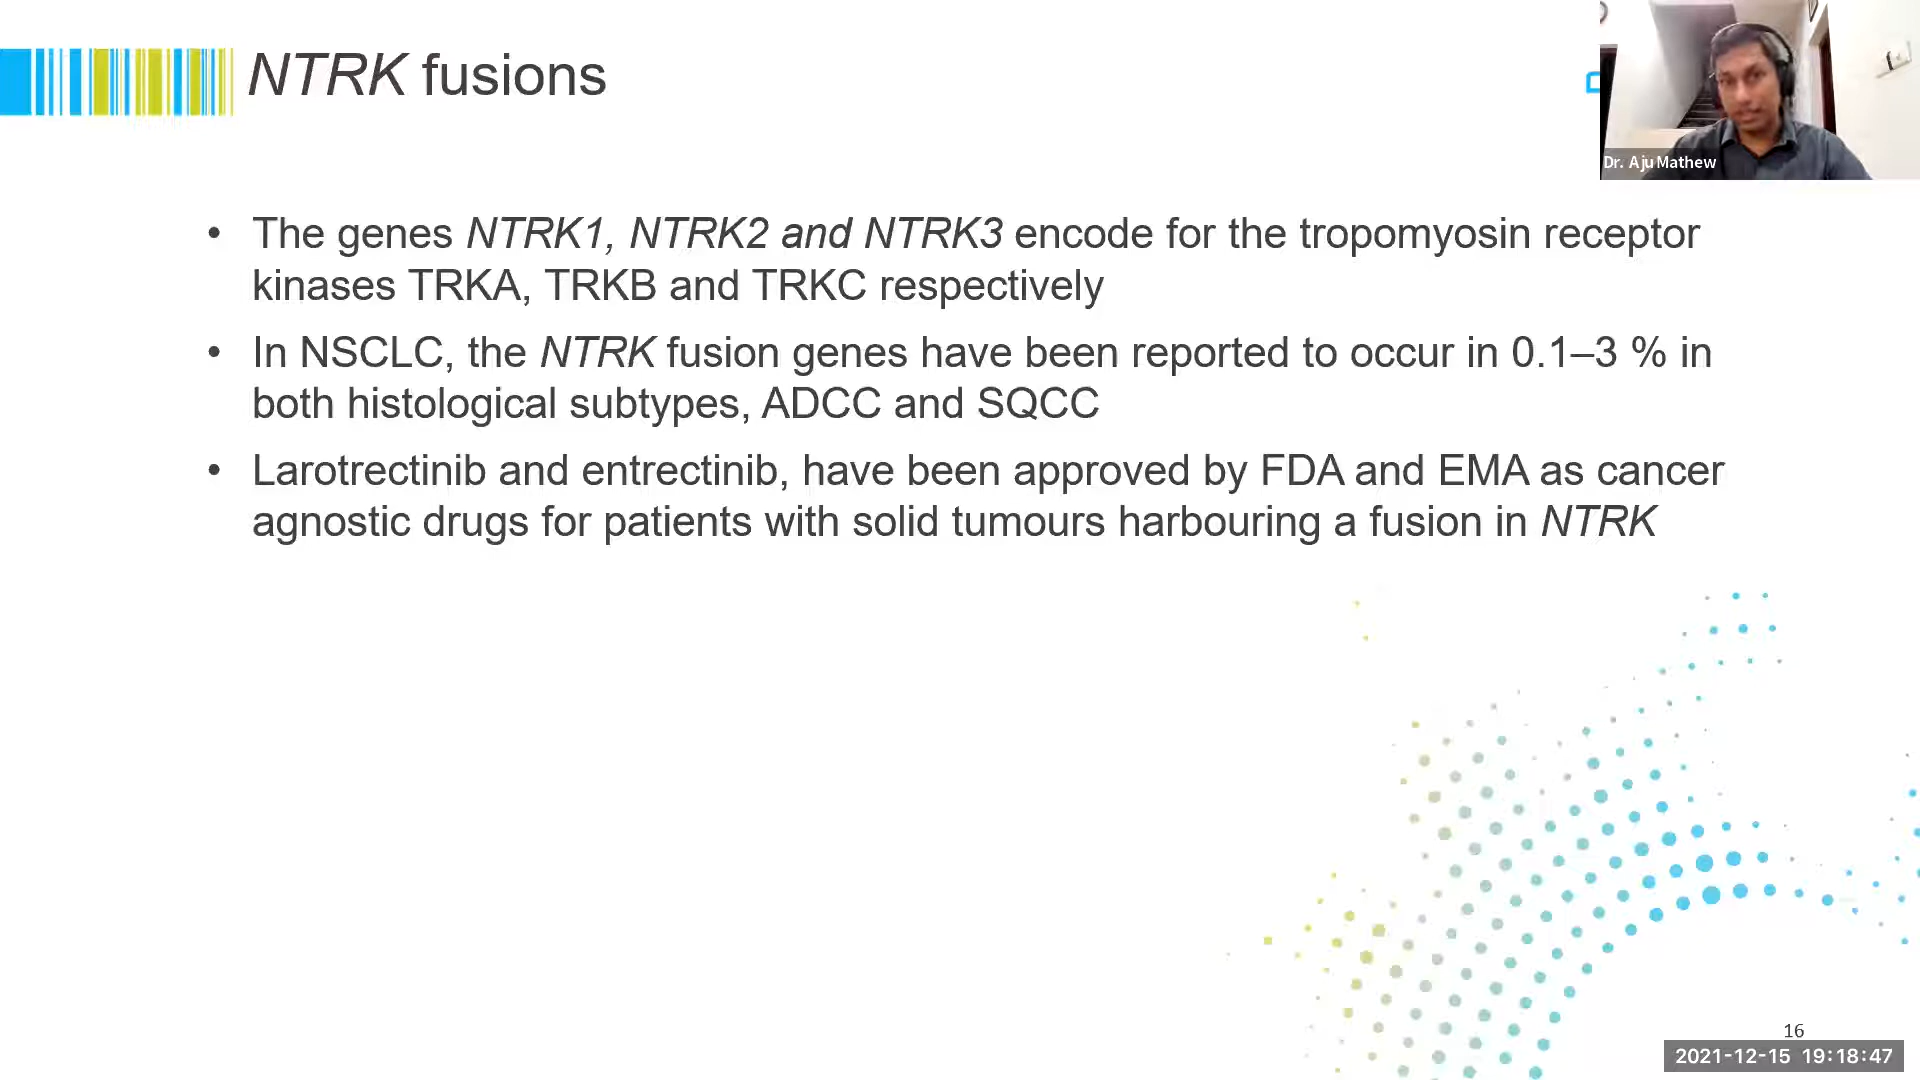 NTRK fusions
Dr. Aju Mathew
• The genes NTRK1, NTRK2 and NTRK3 encode for the tropomyosin receptor
kinases TRKA, TRKB and TRKC respectively
• In NSCLC, the NTRK fusion genes have been reported to occur in 0.1–3 % in
both histological subtypes, ADCC and SQCC
• Larotrectinib and entrectinib, have been approved by FDA and EMA as cancer
agnostic drugs for patients with solid tumours harbouring a fusion in NTRK
16
2021-12-15 19:18:47